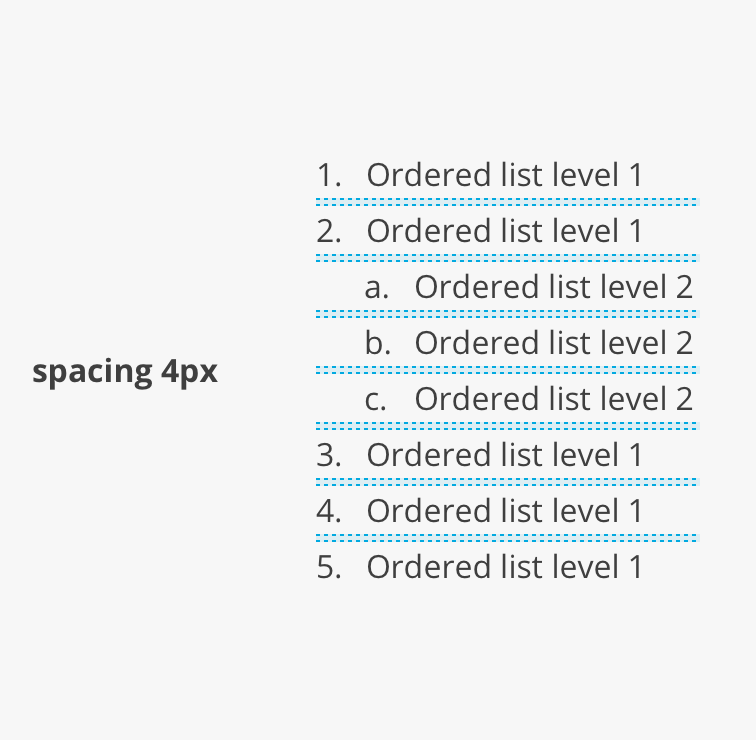 1. Ordered list level 1
2. Ordered list level 1
a. Ordered list level 2
b. Ordered list level 2
spacing 4px
c. Ordered list level 2
3. Ordered list level 1
4. Ordered list level 1
5. Ordered list level 1